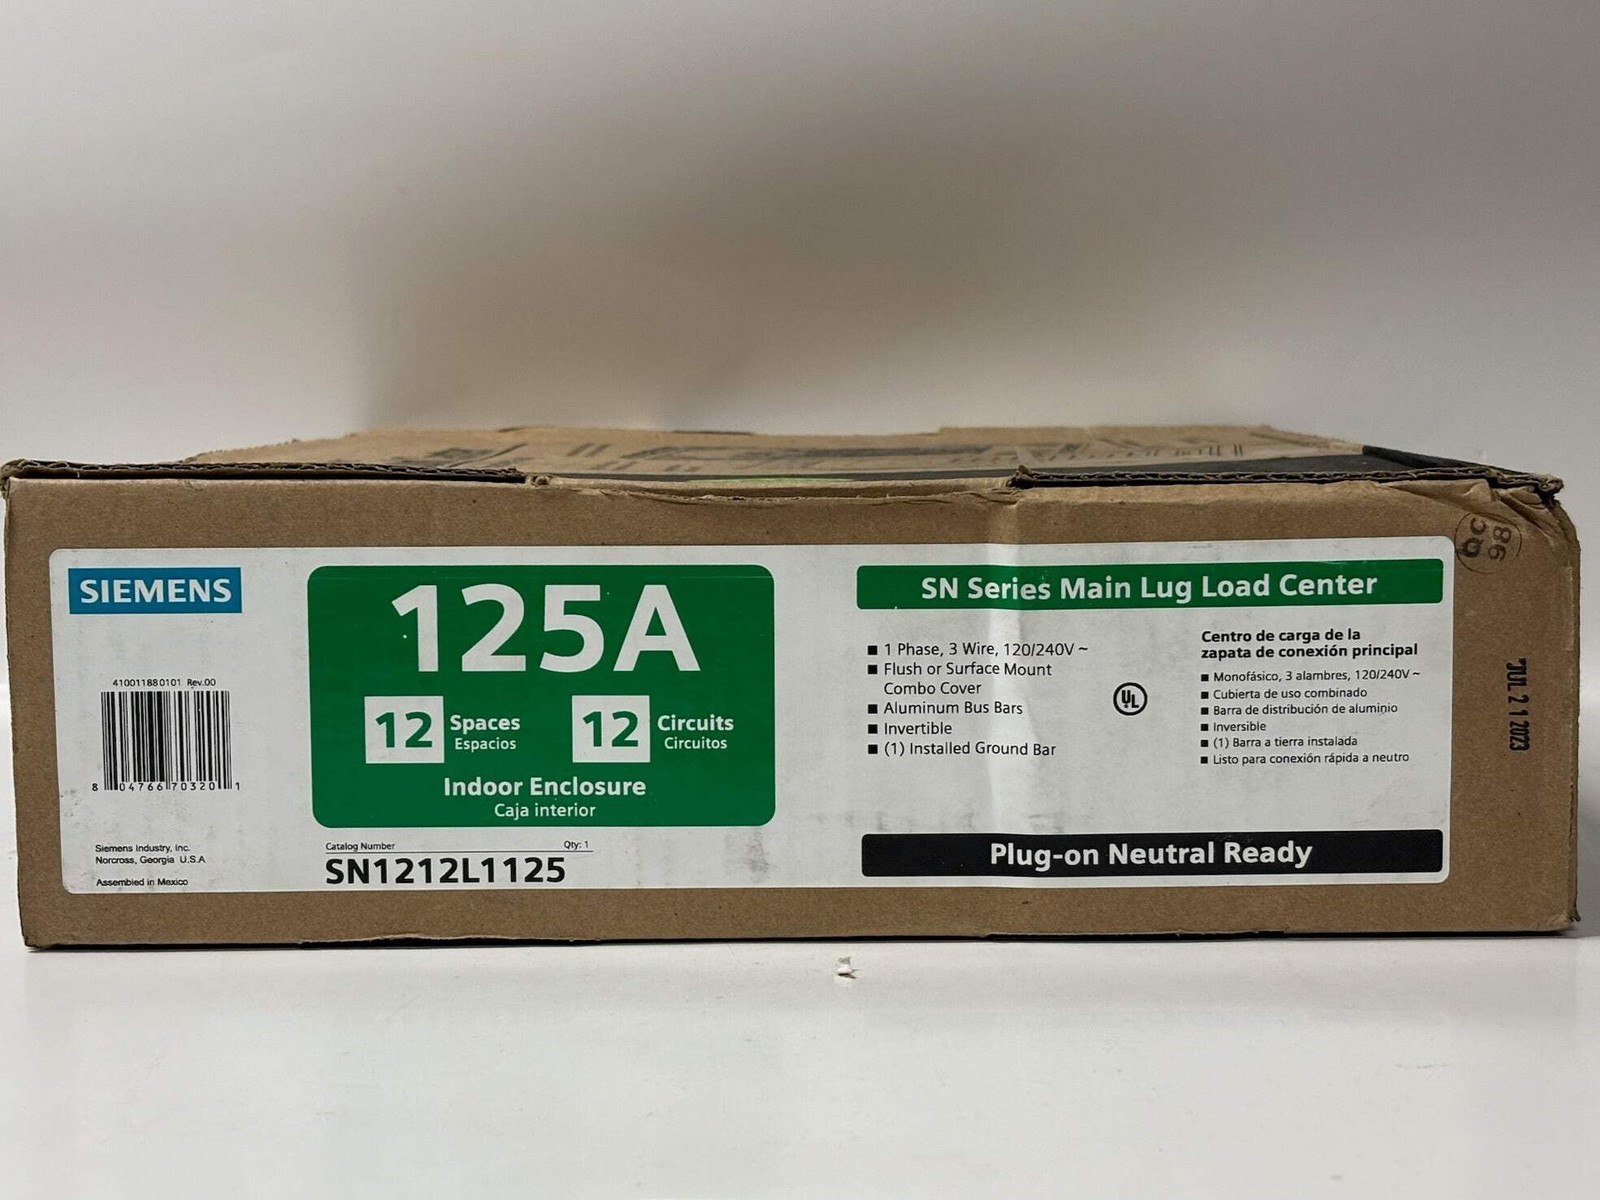 SIEMENS
410011880101 Rev.00
8 04766 70320 1
Siemens Industry, Inc.
Norcross, Georgia U.S.A
Assembled in Mexico
125A
12 Spaces
Espacios
12 Circuits
Circuitos
Indoor Enclosure
Caja interior
Catalog Number Qty: 1
SN1212L1125
SN Series Main Lug Load Center
■ 1 Phase, 3 Wire, 120/240V ~
■ Flush or Surface Mount
Combo Cover
■ Aluminum Bus Bars
■ Invertible
■ (1) Installed Ground Bar
UL
Centro de carga de la
zapata de conexión principal
■ Monofásico, 3 alambres, 120/240V ~
■ Cubierta de uso combinado
■ Barra de distribución de aluminio
■ Inversible
■ (1) Barra a tierra instalada
■ Listo para conexión rápida a neutro
Plug-on Neutral Ready
QC
98
JUL 21 2023